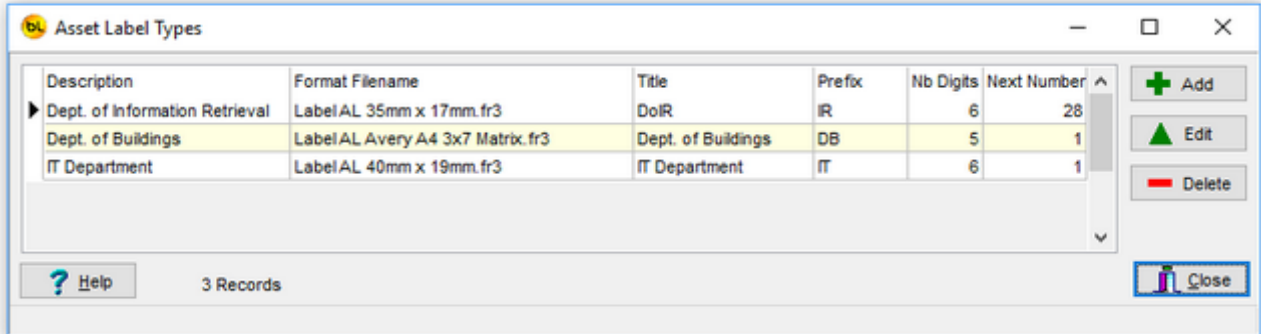 bL Asset Label Types
Description Format Filename Title Prefix Nb Digits Next Number
Dept. of Information Retrieval Label AL 35mm x 17mm.fr3 DoIR IR 6 28
Dept. of Buildings Label AL Avery A4 3x7 Matrix.fr3 Dept. of Buildings DB 5 1
IT Department Label AL 40mm x 19mm.fr3 IT Department IT 6 1
Add
Edit
Delete
Help 3 Records Close